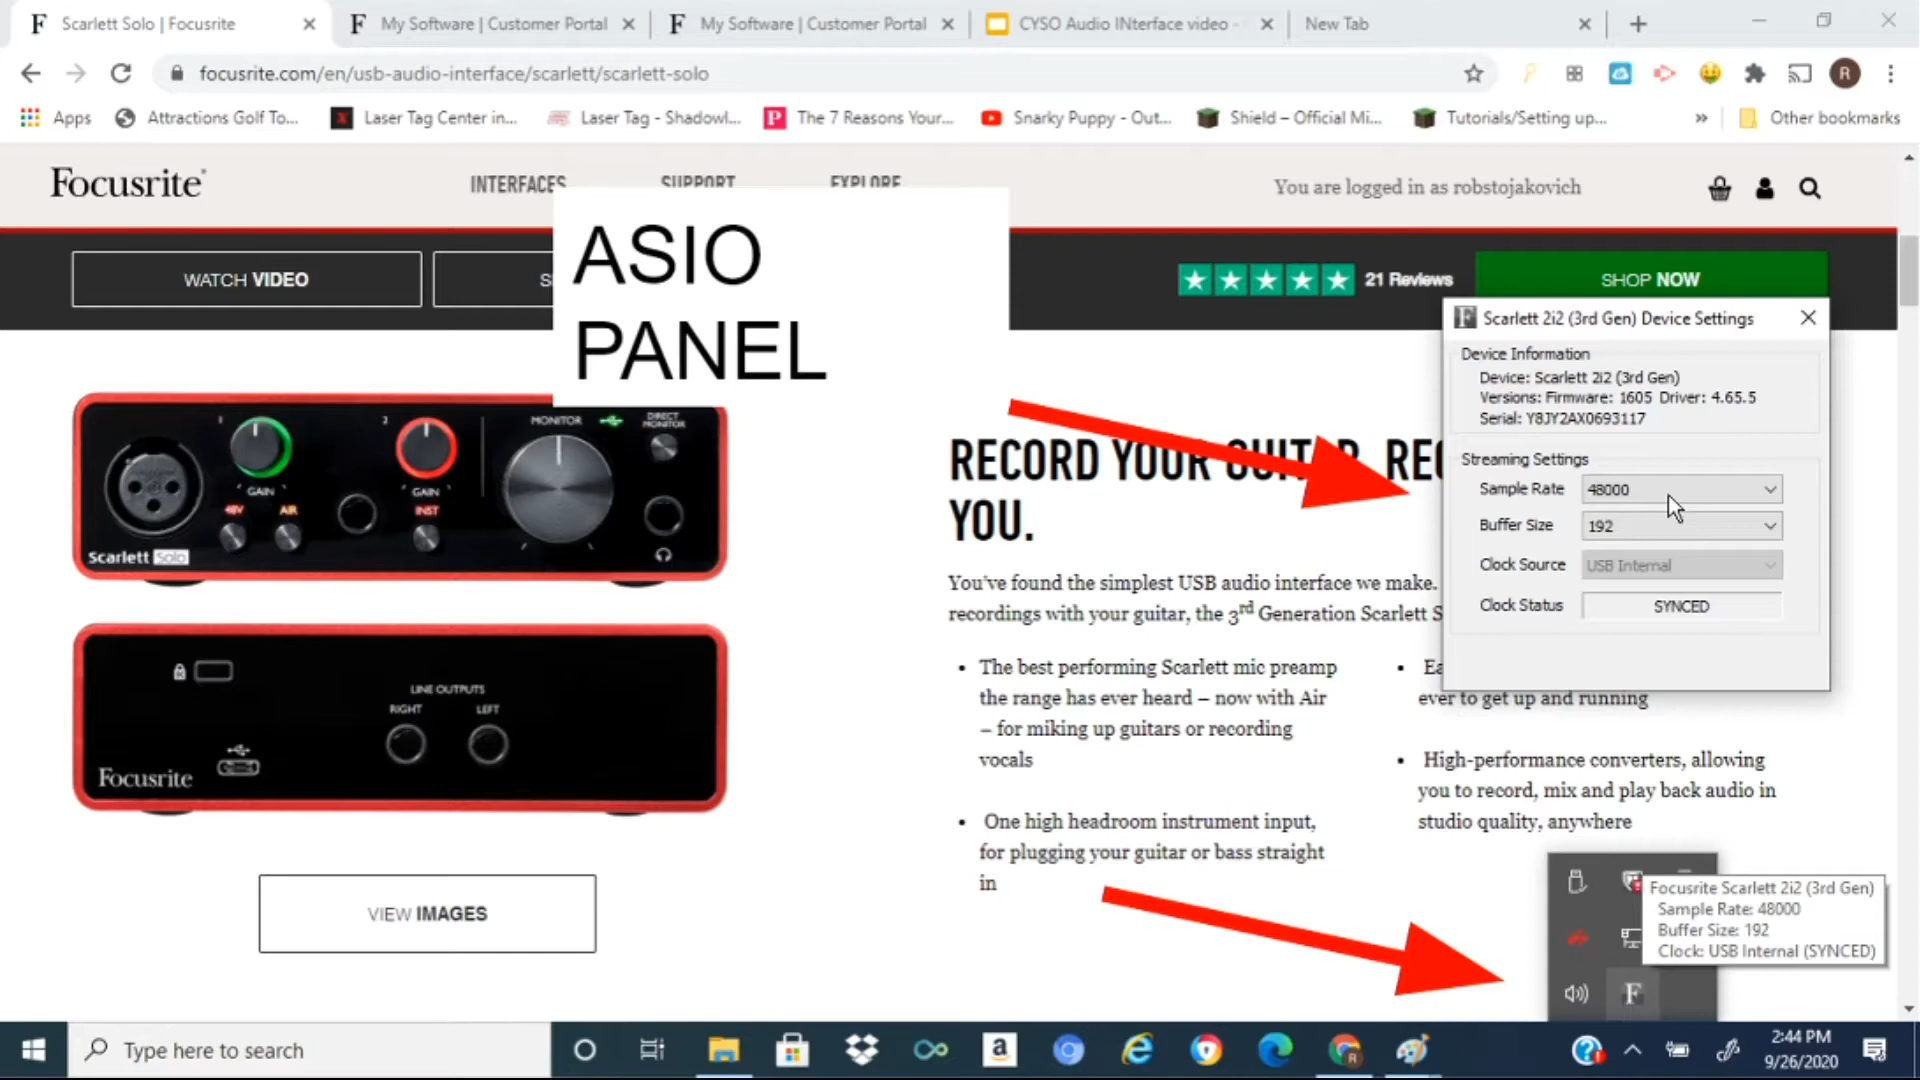 Scarlett Solo | Focusrite
My Software | Customer Portal
My Software | Customer Portal
CYSO Audio INterface video -
New Tab
focusrite.com/en/usb-audio-interface/scarlett/scarlett-solo
R
Apps
Attractions Golf To...
Laser Tag Center in...
Laser Tag - Shadowl...
The 7 Reasons Your...
Snarky Puppy - Out...
Shield – Official Mi...
Tutorials/Setting up...
»
Other bookmarks
Focusrite
INTERFACES
SUPPORT
EXPLORE
You are logged in as robstojakovich
WATCH VIDEO
S
ASIO
PANEL
21 Reviews
SHOP NOW
Scarlett 2i2 (3rd Gen) Device Settings
Device Information
Device: Scarlett 2i2 (3rd Gen)
Versions: Firmware: 1605 Driver: 4.65.5
Serial: Y8JY2AX0693117
Streaming Settings
Sample Rate 48000
Buffer Size 192
Clock Source USB Internal
Clock Status SYNCED
1
2
MONITOR
DIRECT
MONITOR
GAIN
GAIN
48V
AIR
INST
Scarlett Solo
LINE OUTPUTS
RIGHT
LEFT
Focusrite
VIEW IMAGES
RECORD YOUR GUITAR. REC
YOU.
You've found the simplest USB audio interface we make.
recordings with your guitar, the 3rd Generation Scarlett S
• The best performing Scarlett mic preamp
the range has ever heard – now with Air
– for miking up guitars or recording
vocals
• One high headroom instrument input,
for plugging your guitar or bass straight
in
• Ea
ever to get up and running
• High-performance converters, allowing
you to record, mix and play back audio in
studio quality, anywhere
Focusrite Scarlett 2i2 (3rd Gen)
Sample Rate: 48000
Buffer Size: 192
Clock: USB Internal (SYNCED)
Type here to search
2:44 PM
9/26/2020